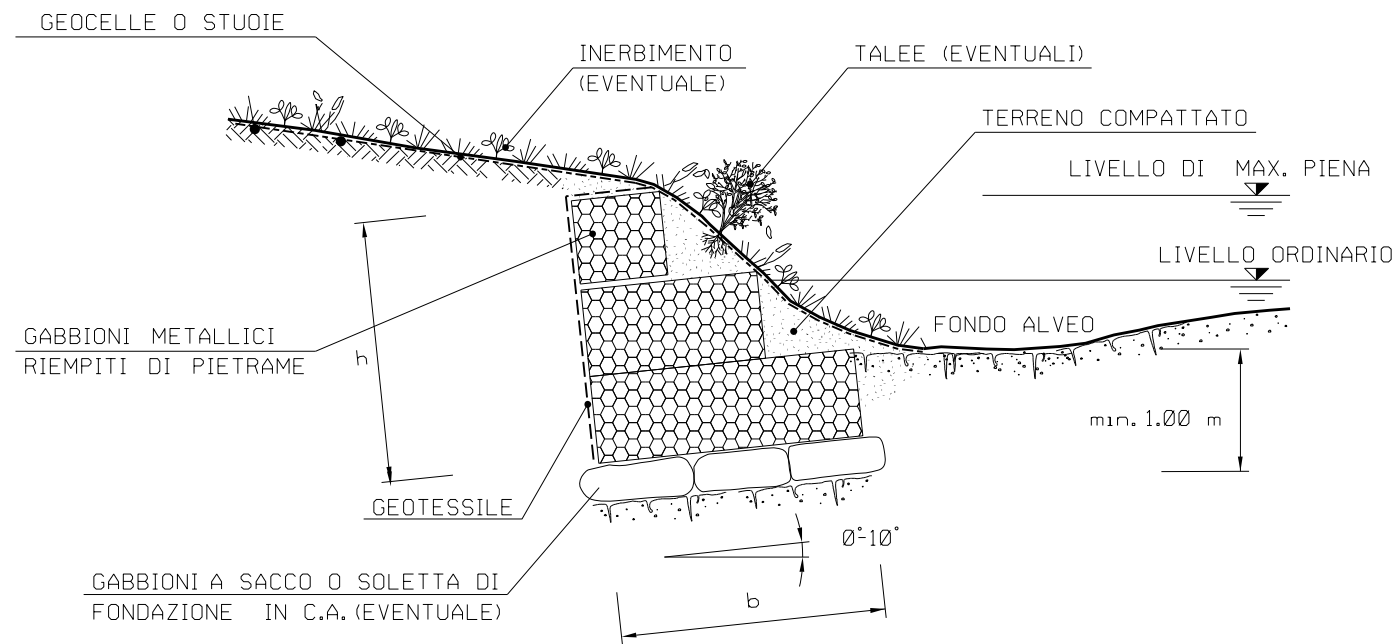 GEOCELLE O STUOIE
INERBIMENTO
(EVENTUALE)
TALEE (EVENTUALI)
TERRENO COMPATTATO
LIVELLO DI MAX. PIENA
LIVELLO ORDINARIO
FONDO ALVEO
GABBIONI METALLICI
RIEMPITI DI PIETRAME
h
min. 1.00 m
GEOTESSILE
0°-10°
GABBIONI A SACCO O SOLETTA DI
FONDAZIONE IN C.A. (EVENTUALE)
b